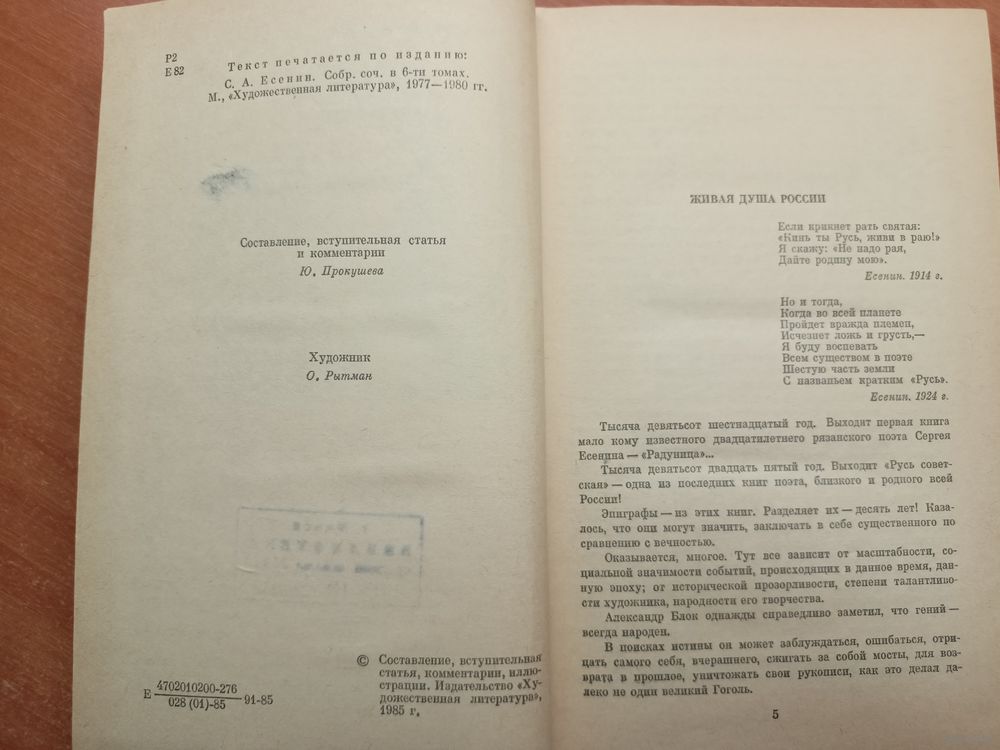 Р2
Е 82
Текст печатается по изданию:
С. А. Есенин. Собр. соч. в 6-ти томах.
М., «Художественная литература», 1977—1980 гг.
Составление, вступительная статья
и комментарии
Ю. Прокушева
Художник
О. Рытман
© Составление, вступительная
статья, комментарии, иллю-
страции. Издательство «Ху-
дожественная литература»,
1985 г.
Е 4702010200-276
028 (01)-85
91-85
ЖИВАЯ ДУША РОССИИ
Если крикнет рать святая:
«Кинь ты Русь, живи в раю!»
Я скажу: «Не надо рая,
Дайте родину мою».
Есенин. 1914 г.
Но и тогда,
Когда во всей планете
Пройдет вражда племен,
Исчезнет ложь и грусть,—
Я буду воспевать
Всем существом в поэте
Шестую часть земли
С названьем кратким «Русь».
Есенин. 1924 г.
Тысяча девятьсот шестнадцатый год. Выходит первая книга
мало кому известного двадцатилетнего рязанского поэта Сергея
Есенина — «Радуница»...
Тысяча девятьсот двадцать пятый год. Выходит «Русь совет-
ская» — одна из последних книг поэта, близкого и родного всей
России!
Эпиграфы — из этих книг. Разделяет их — десять лет! Каза-
лось, что они могут значить, заключать в себе существенного по
сравнению с вечностью.
Оказывается, многое. Тут все зависит от масштабности, со-
циальной значимости событий, происходящих в данное время, дан-
ную эпоху; от исторической прозорливости, степени талантливо-
сти художника, народности его творчества.
Александр Блок однажды справедливо заметил, что гений —
всегда народен.
В поисках истины он может заблуждаться, ошибаться, отри-
цать самого себя, вчерашнего, сжигать за собой мосты, для воз-
врата в прошлое, уничтожать свои рукописи, как это делал да-
леко не один великий Гоголь.
5